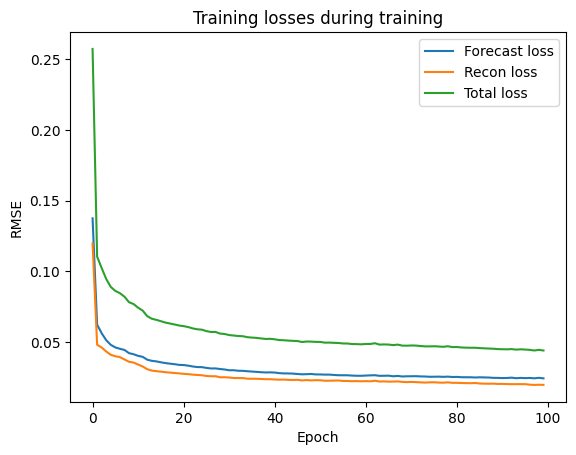 Training losses during training
Forecast loss
Recon loss
Total loss
0.25
0.20
0.15
0.10
0.05
RMSE
0 20 40 60 80 100
Epoch